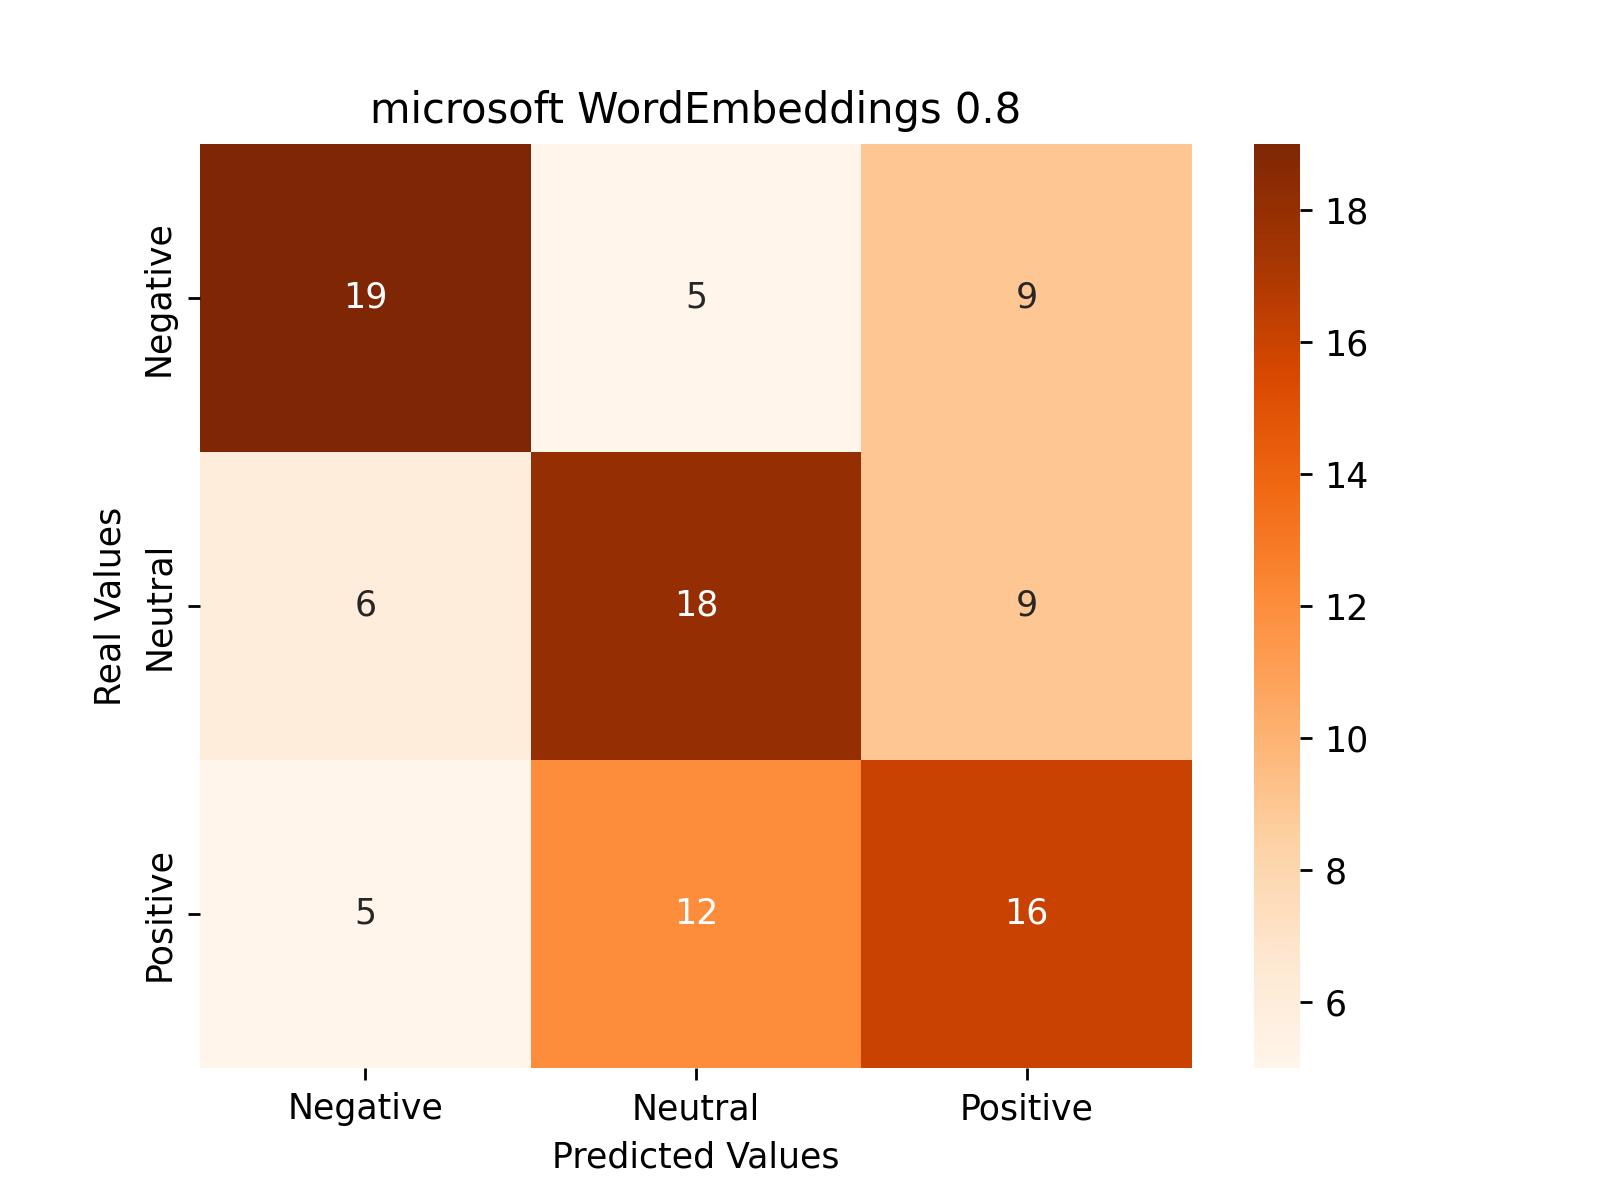 microsoft WordEmbeddings 0.8
Real Values
Negative
19 5 9
Neutral
6 18 9
Positive
5 12 16
Negative Neutral Positive
Predicted Values
18
16
14
12
10
8
6